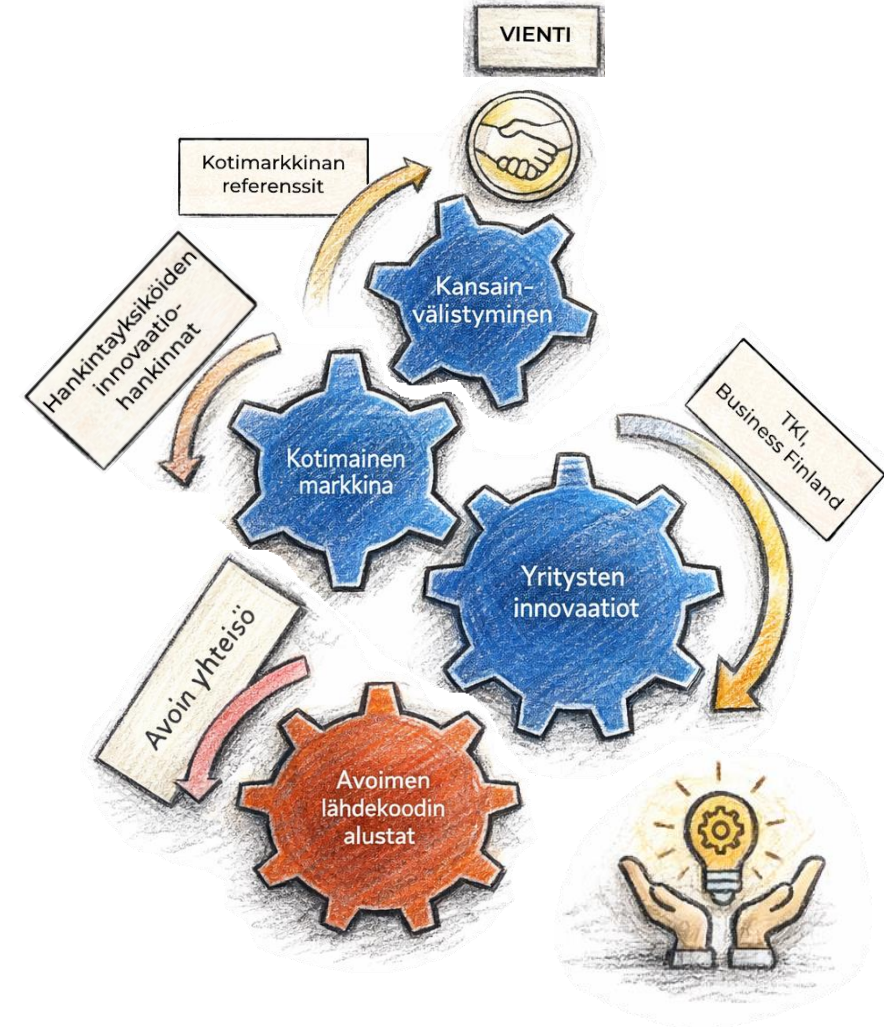 VIENTI
Kotimarkkinan
referenssit
Kansain-
välistyminen
Hankintayksiköiden
innovaatio-
hankinnat
Kotimainen
markkina
TKI,
Business Finland
Yritysten
innovaatiot
Avoin yhteisö
Avoimen
lähdekoodin
alustat